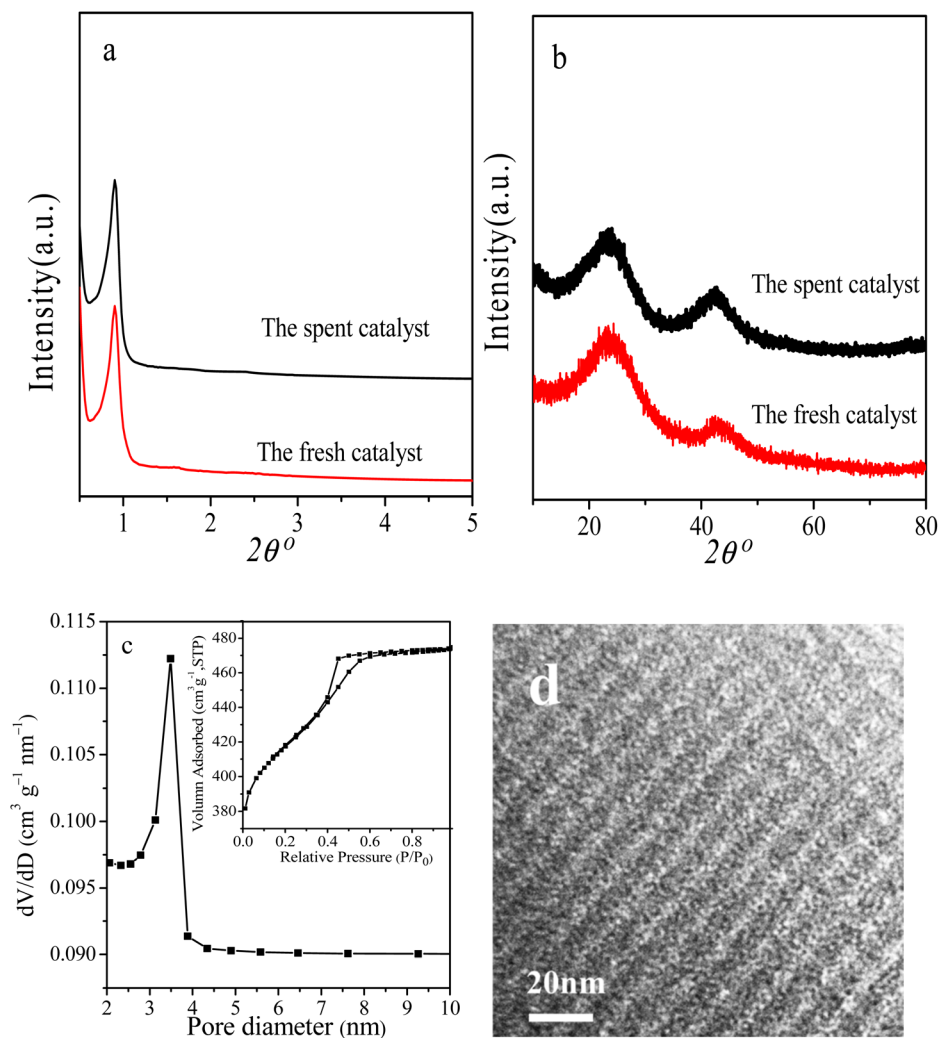 a
Intensity(a.u.)
The spent catalyst
The fresh catalyst
1 2 3 4 5
2θ°
b
Intensity(a.u.)
The spent catalyst
The fresh catalyst
20 40 60 80
2θ°
c
0.115
0.110
0.105
0.100
0.095
0.090
dV/dD (cm³ g⁻¹ nm⁻¹)
2 3 4 5 6 7 8 9 10
Pore diameter (nm)
480
460
440
420
400
380
Volumn Adsorbed (cm³ g⁻¹,STP)
0.0 0.2 0.4 0.6 0.8
Relative Pressure (P/P₀)
d
20nm